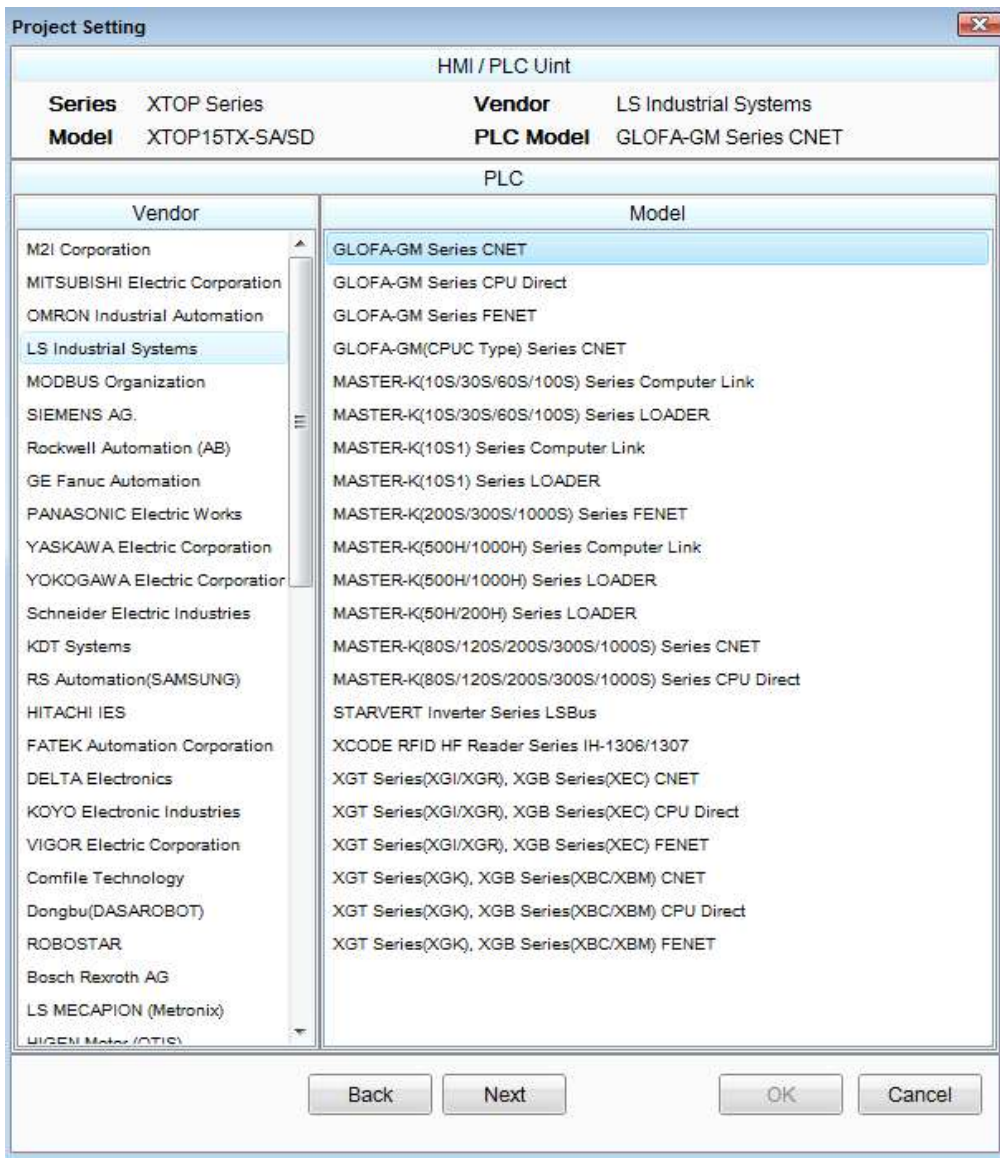 Project Setting
HMI / PLC Uint
Series XTOP Series Vendor LS Industrial Systems
Model XTOP15TX-SA/SD PLC Model GLOFA-GM Series CNET
PLC
Vendor
M2I Corporation
MITSUBISHI Electric Corporation
OMRON Industrial Automation
LS Industrial Systems
MODBUS Organization
SIEMENS AG.
Rockwell Automation (AB)
GE Fanuc Automation
PANASONIC Electric Works
YASKAWA Electric Corporation
YOKOGAWA Electric Corporation
Schneider Electric Industries
KDT Systems
RS Automation(SAMSUNG)
HITACHI IES
FATEK Automation Corporation
DELTA Electronics
KOYO Electronic Industries
VIGOR Electric Corporation
Comfile Technology
Dongbu(DASAROBOT)
ROBOSTAR
Bosch Rexroth AG
LS MECAPION (Metronix)
HIGEN Motor (OTIS)
Model
GLOFA-GM Series CNET
GLOFA-GM Series CPU Direct
GLOFA-GM Series FENET
GLOFA-GM(CPUC Type) Series CNET
MASTER-K(10S/30S/60S/100S) Series Computer Link
MASTER-K(10S/30S/60S/100S) Series LOADER
MASTER-K(10S1) Series Computer Link
MASTER-K(10S1) Series LOADER
MASTER-K(200S/300S/1000S) Series FENET
MASTER-K(500H/1000H) Series Computer Link
MASTER-K(500H/1000H) Series LOADER
MASTER-K(50H/200H) Series LOADER
MASTER-K(80S/120S/200S/300S/1000S) Series CNET
MASTER-K(80S/120S/200S/300S/1000S) Series CPU Direct
STARVERT Inverter Series LSBus
XCODE RFID HF Reader Series IH-1306/1307
XGT Series(XGI/XGR), XGB Series(XEC) CNET
XGT Series(XGI/XGR), XGB Series(XEC) CPU Direct
XGT Series(XGI/XGR), XGB Series(XEC) FENET
XGT Series(XGK), XGB Series(XBC/XBM) CNET
XGT Series(XGK), XGB Series(XBC/XBM) CPU Direct
XGT Series(XGK), XGB Series(XBC/XBM) FENET
Back Next OK Cancel